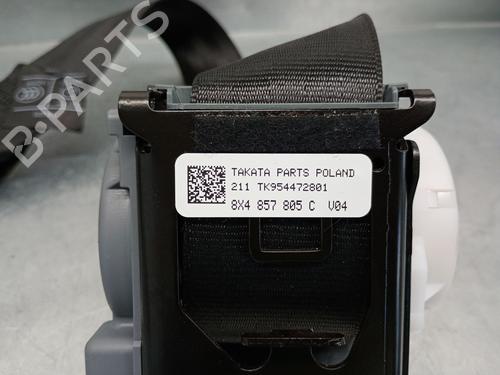 B-PARTS
TAKATA PARTS POLAND
211 TK954472801
8X4 857 805 C V04